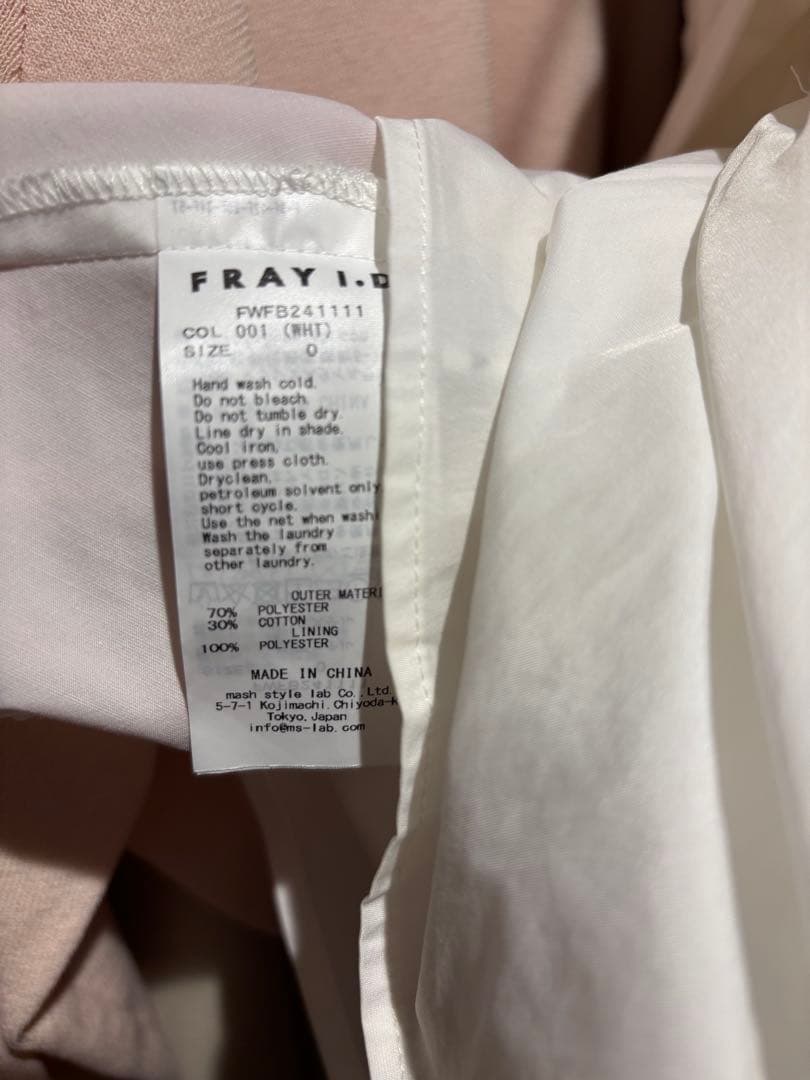 FRAY I.D
FWFB241111
COL 001 (WHT)
SIZE 0
Hand wash cold.
Do not bleach.
Do not tumble dry.
Line dry in shade.
Cool iron,
use press cloth.
Dryclean,
petroleum solvent only
short cycle.
Use the net when washi
Wash the laundry
separately from
other laundry.
OUTER MATERI
70% POLYESTER
30% COTTON
LINING
100% POLYESTER
MADE IN CHINA
mash style lab Co.,Ltd.
5-7-1 Kojimachi,Chiyoda-k
Tokyo,Japan
info@ms-lab.com